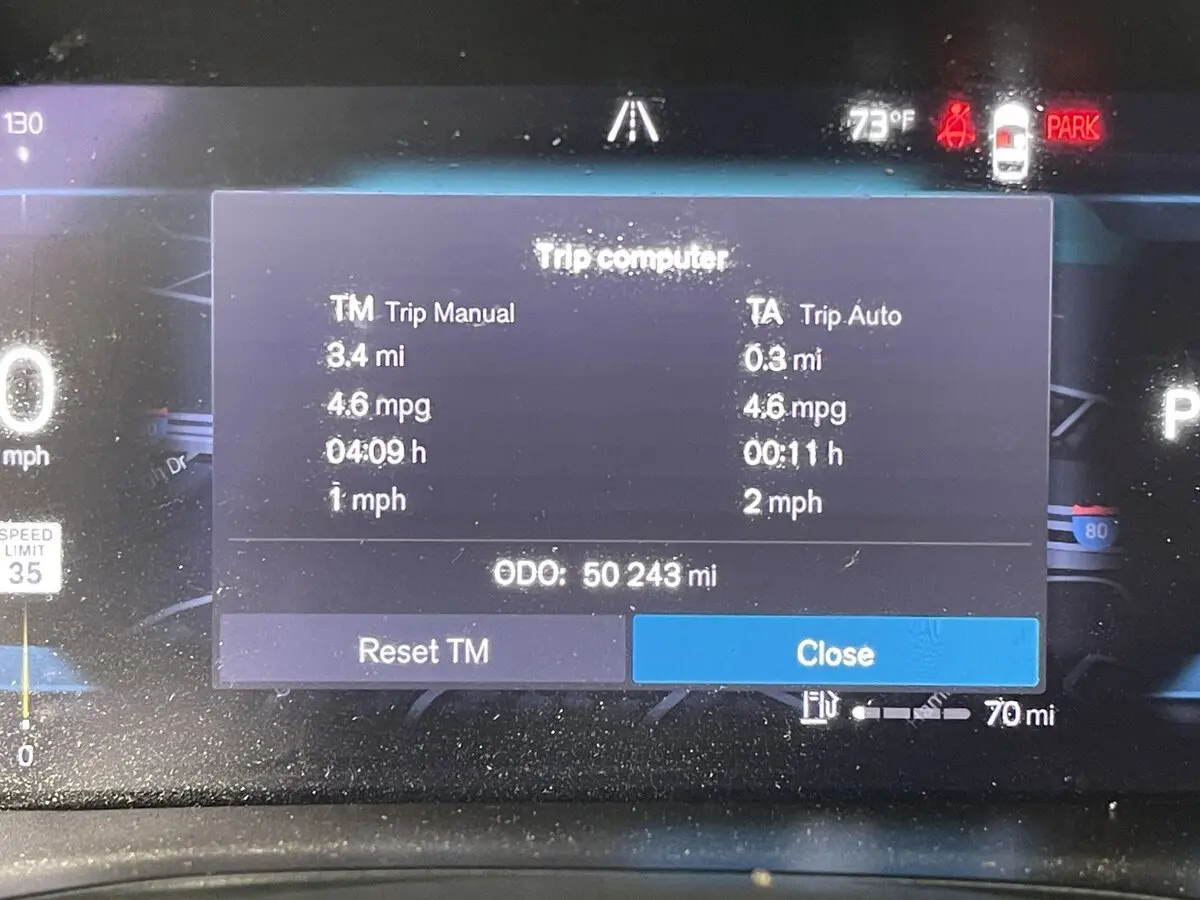 130
73°F PARK
Trip computer
TM Trip Manual
3.4 mi
4.6 mpg
04:09 h
1 mph
TA Trip Auto
0.3 mi
4.6 mpg
00:11 h
2 mph
ODO: 50 243 mi
Reset TM
Close
0
mph
Dr
SPEED
LIMIT
35
0
P
80
70 mi